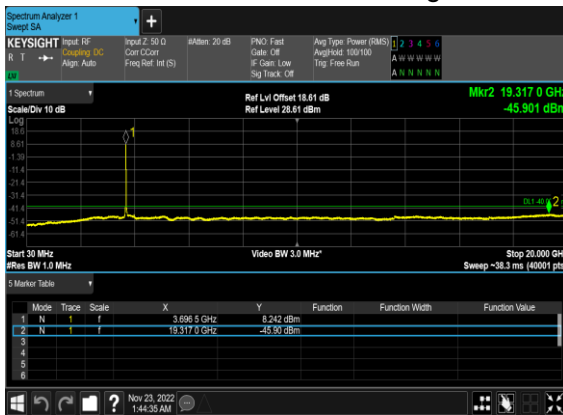 Spectrum Analyzer 1
Swept SA
KEYSIGHT Input: RF Input Z: 50 Ω #Atten: 20 dB PNO: Fast Avg Type: Power (RMS) 1 2 3 4 5 6
R T Coupling: DC Corr CCorr Gate: Off Avg|Hold: 100/100 A W W W W W
Align: Auto Freq Ref: Int (S) IF Gain: Low Trig: Free Run
LW Sig Track: Off A N N N N N
1 Spectrum Ref Lvl Offset 18.61 dB Mkr2 19.317 0 GHz
Scale/Div 10 dB Ref Level 28.61 dBm -45.901 dBm
Log
18.6
1
8.61
-1.39
-11.4
-21.4
-31.4
DL1 -40
2
-41.4
-51.4
-61.4
Start 30 MHz Video BW 3.0 MHz* Stop 20.000 GH
#Res BW 1.0 MHz Sweep ~38.3 ms (40001 pts
5 Marker Table
Mode Trace Scale X Y Function Function Width Function Value
1 N 1 f 3.696 5 GHz 8.242 dBm
2 N 1 f 19.317 0 GHz -45.90 dBm
3
4
5
6
? Nov 23, 2022
1:44:35 AM